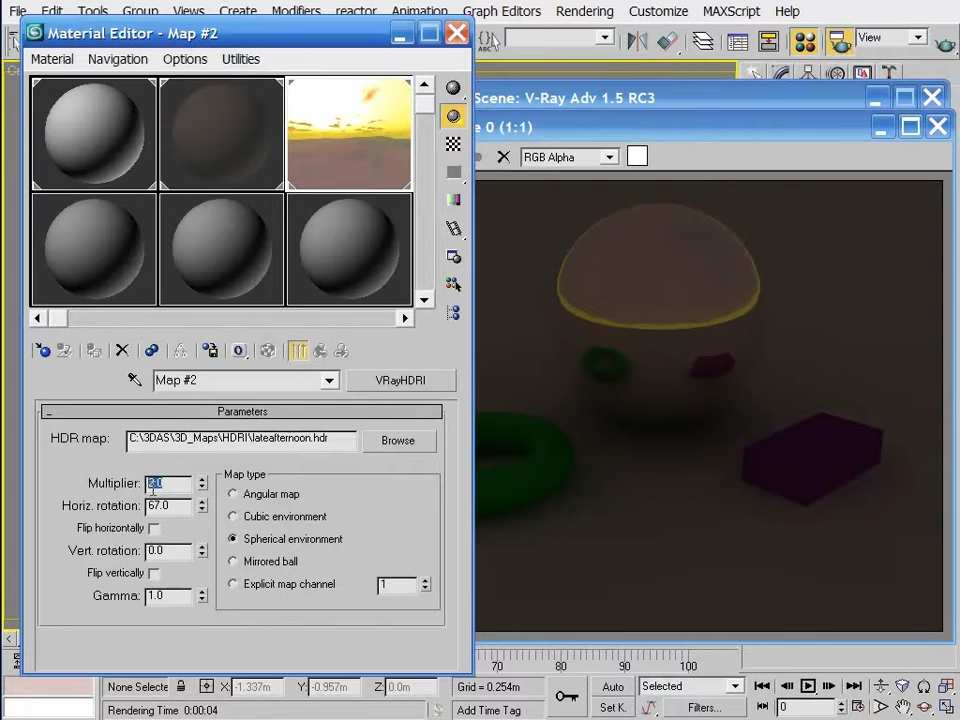 File Edit Tools Group Views Create Modifiers reactor Animation Graph Editors Rendering Customize MAXScript Help
Material Editor - Map #2
View
Material Navigation Options Utilities
Scene: V-Ray Adv 1.5 RC3
e 0 (1:1)
RGB Alpha
Map #2 VRayHDRI
Parameters
HDR map: C:\3DAS\3D_Maps\HDRI\lateafternoon.hdr Browse
Multiplier: 2.0
Horiz. rotation: 67.0
Flip horizontally
Vert. rotation: 0.0
Flip vertically
Gamma: 1.0
Map type
Angular map
Cubic environment
Spherical environment
Mirrored ball
Explicit map channel 1
70 80 90 100
None Selecte X: -1.337m Y: -0.957m Z: 0.0m Grid = 0.254m Auto Selected
Rendering Time 0:00:04 Add Time Tag Set K. Filters... 0